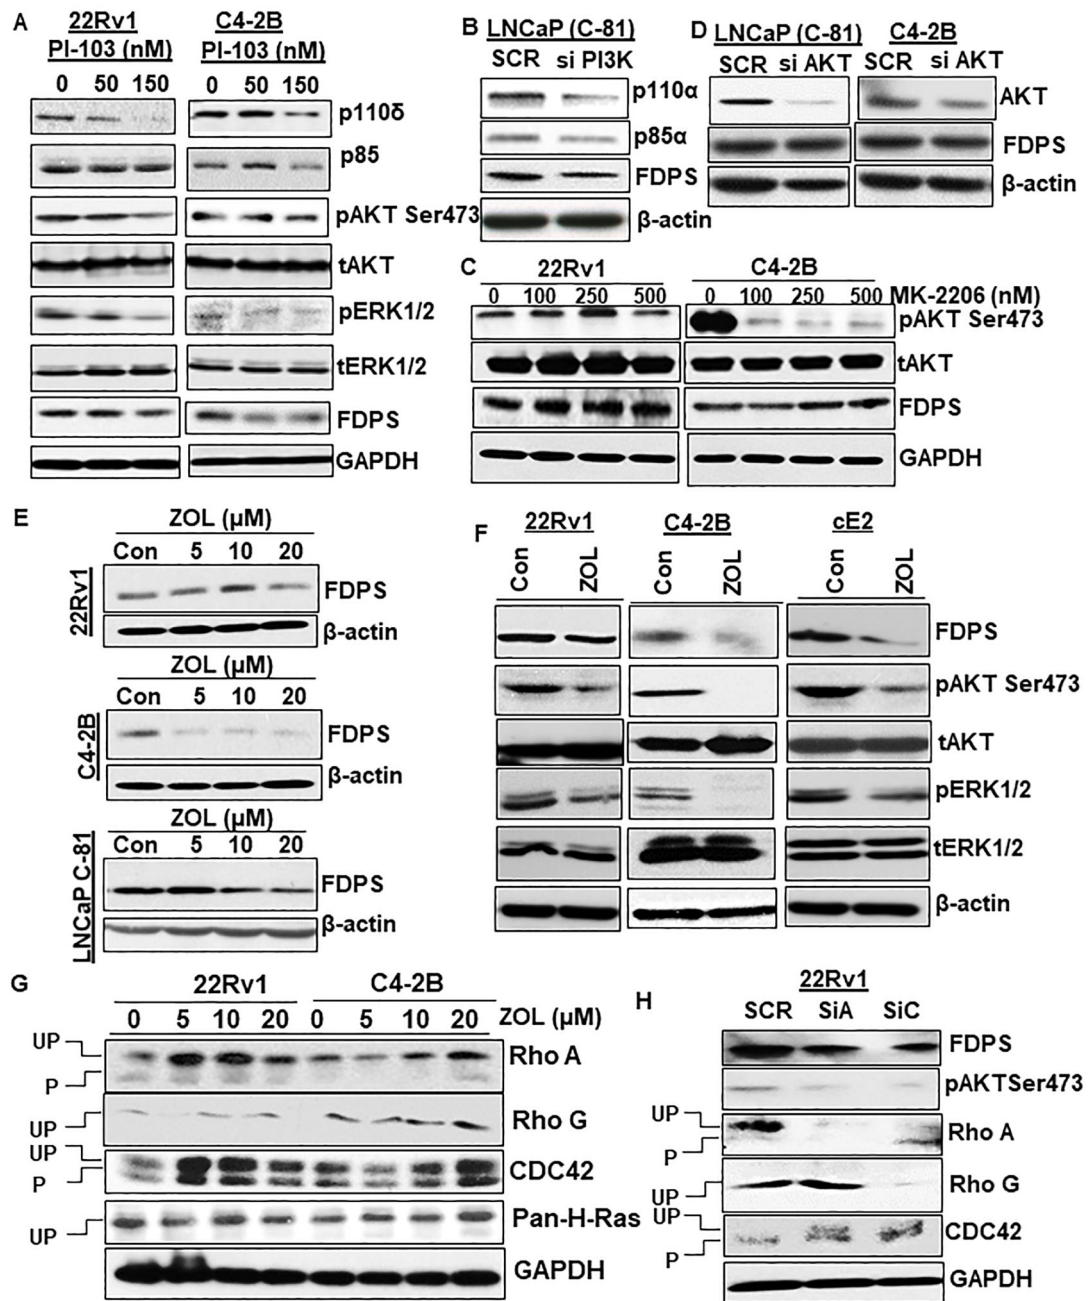 A
22Rv1
C4-2B
PI-103 (nM)
PI-103 (nM)
0 50 150
0 50 150
p110δ
p85
pAKT Ser473
tAKT
pERK1/2
tERK1/2
FDPS
GAPDH
B
LNCaP (C-81)
SCR si PI3K
p110α
p85α
FDPS
β-actin
D
LNCaP (C-81)
C4-2B
SCR si AKT
SCR si AKT
AKT
FDPS
β-actin
C
22Rv1
C4-2B
0 100 250 500
0 100 250 500
MK-2206 (nM)
pAKT Ser473
tAKT
FDPS
GAPDH
E
ZOL (μM)
Con 5 10 20
22Rv1
FDPS
β-actin
ZOL (μM)
Con 5 10 20
C4-2B
FDPS
β-actin
ZOL (μM)
Con 5 10 20
LNCaP C-81
FDPS
β-actin
F
22Rv1
C4-2B
cE2
Con ZOL
Con ZOL
Con ZOL
FDPS
pAKT Ser473
tAKT
pERK1/2
tERK1/2
β-actin
G
22Rv1
C4-2B
0 5 10 20 0 5 10 20 ZOL (μM)
UP
P
Rho A
UP
Rho G
UP
P
CDC42
UP
Pan-H-Ras
GAPDH
H
22Rv1
SCR SiA SiC
FDPS
pAKTSer473
UP
P
Rho A
UP
Rho G
UP
P
CDC42
GAPDH